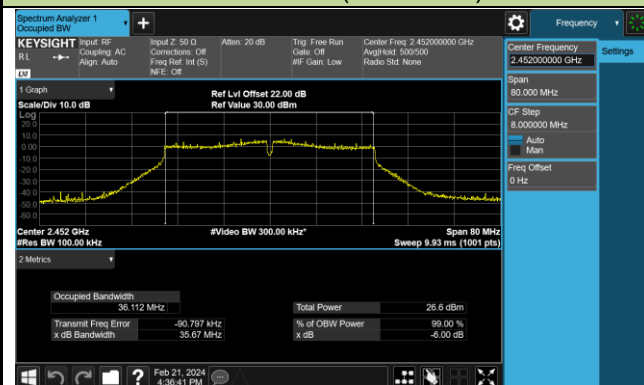 Spectrum Analyzer 1
Occupied BW
Frequency
KEYSIGHT
Input: RF
Coupling: AC
Align: Auto
Input Z: 50 Ω
Corrections: Off
Freq Ref: Int (S)
NFE: Off
Atten: 20 dB
Trig: Free Run
Gate: Off
#IF Gain: Low
Center Freq: 2.452000000 GHz
Avg|Hold: 500/500
Radio Std: None
RL
LXI
Center Frequency
2.452000000 GHz
Settings
Span
80.000 MHz
CF Step
8.000000 MHz
Auto
Man
Freq Offset
0 Hz
1 Graph
Scale/Div 10.0 dB
Ref Lvl Offset 22.00 dB
Ref Value 30.00 dBm
Log
20.0
10.0
0.00
-10.0
-20.0
-30.0
-40.0
-50.0
-60.0
Center 2.452 GHz
#Res BW 100.00 kHz
#Video BW 300.00 kHz*
Span 80 MHz
Sweep 9.93 ms (1001 pts)
2 Metrics
Occupied Bandwidth
36.112 MHz
Total Power 26.6 dBm
Transmit Freq Error -90.797 kHz % of OBW Power 99.00 %
x dB Bandwidth 35.67 MHz x dB -6.00 dB
Feb 21, 2024
4:36:41 PM